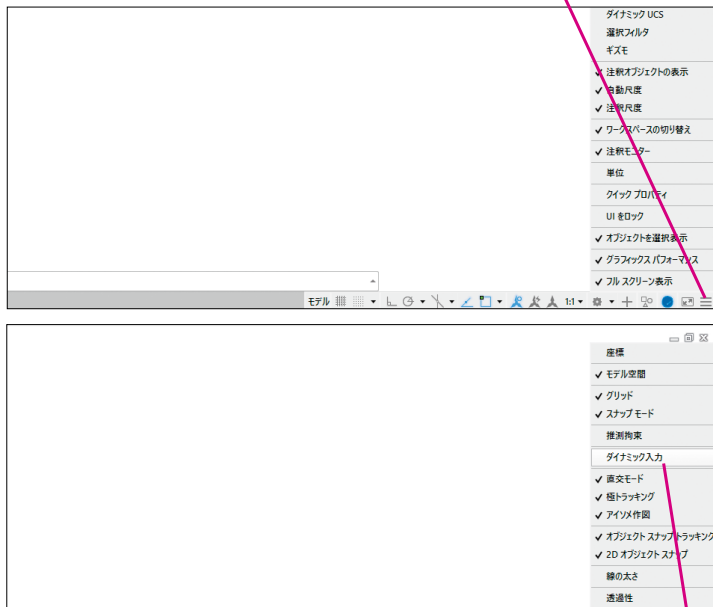 ダイナミック UCS
選択フィルタ
ギズモ
注釈オブジェクトの表示
自動尺度
注釈尺度
ワークスペースの切り替え
注釈モニター
単位
クイック プロパティ
UI をロック
オブジェクトを選択表示
グラフィックス パフォーマンス
フル スクリーン表示
モデル
1:1
座標
モデル空間
グリッド
スナップ モード
推測拘束
ダイナミック入力
直交モード
極トラッキング
アイソメ作図
オブジェクト スナップ トラッキング
2D オブジェクト スナップ
線の太さ
透過性